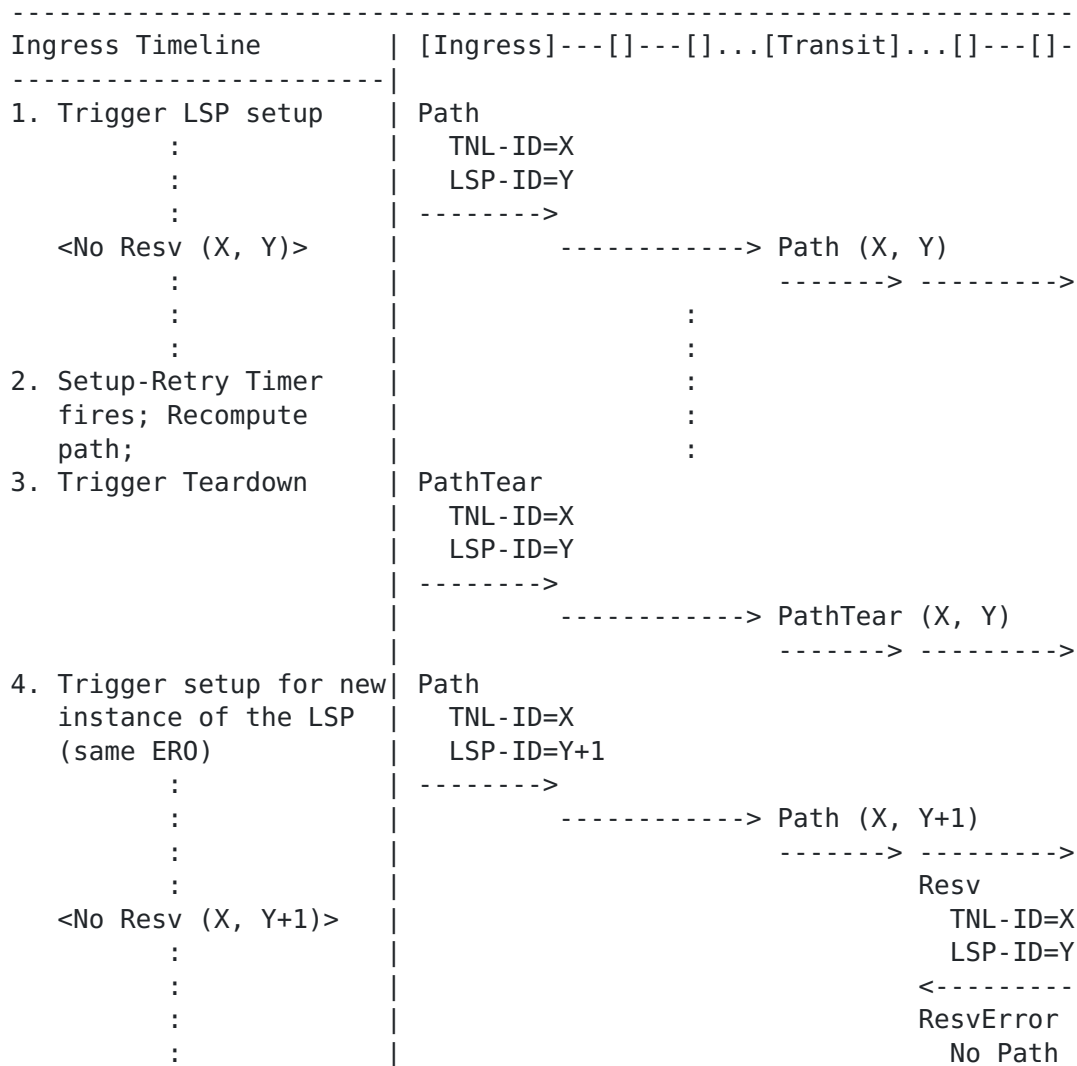 -------------------------------------------------------------------
Ingress Timeline        | [Ingress]---[]---[]...[Transit]...[]---[]-
------------------------|
1. Trigger LSP setup    | Path
          :             |   TNL-ID=X
          :             |   LSP-ID=Y
          :             | -------->
   <No Resv (X, Y)>     |          ------------> Path (X, Y)
          :             |                        -------> --------->
          :             |                  :
          :             |                  :
2. Setup-Retry Timer    |                  :
   fires; Recompute     |                  :
   path;                |                  :
3. Trigger Teardown     | PathTear
                        |   TNL-ID=X
                        |   LSP-ID=Y
                        | -------->
                        |          ------------> PathTear (X, Y)
                        |                        -------> --------->
4. Trigger setup for new| Path
   instance of the LSP  |   TNL-ID=X
   (same ERO)           |   LSP-ID=Y+1
          :             | -------->
          :             |          ------------> Path (X, Y+1)
          :             |                        -------> --------->
          :             |                                 Resv
   <No Resv (X, Y+1)>   |                                   TNL-ID=X
          :             |                                   LSP-ID=Y
          :             |                                 <---------
          :             |                                 ResvError
          :             |                                   No Path